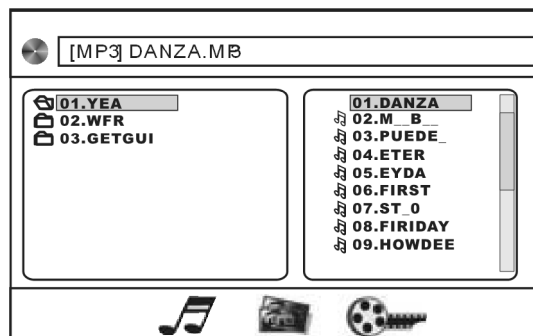 [MP3] DANZA.MP3
01.YEA
02.WFR
03.GETGUI
01.DANZA
02.M__B__
03.PUEDE_
04.ETER
05.EYDA
06.FIRST
07.ST_0
08.FIRIDAY
09.HOWDEE